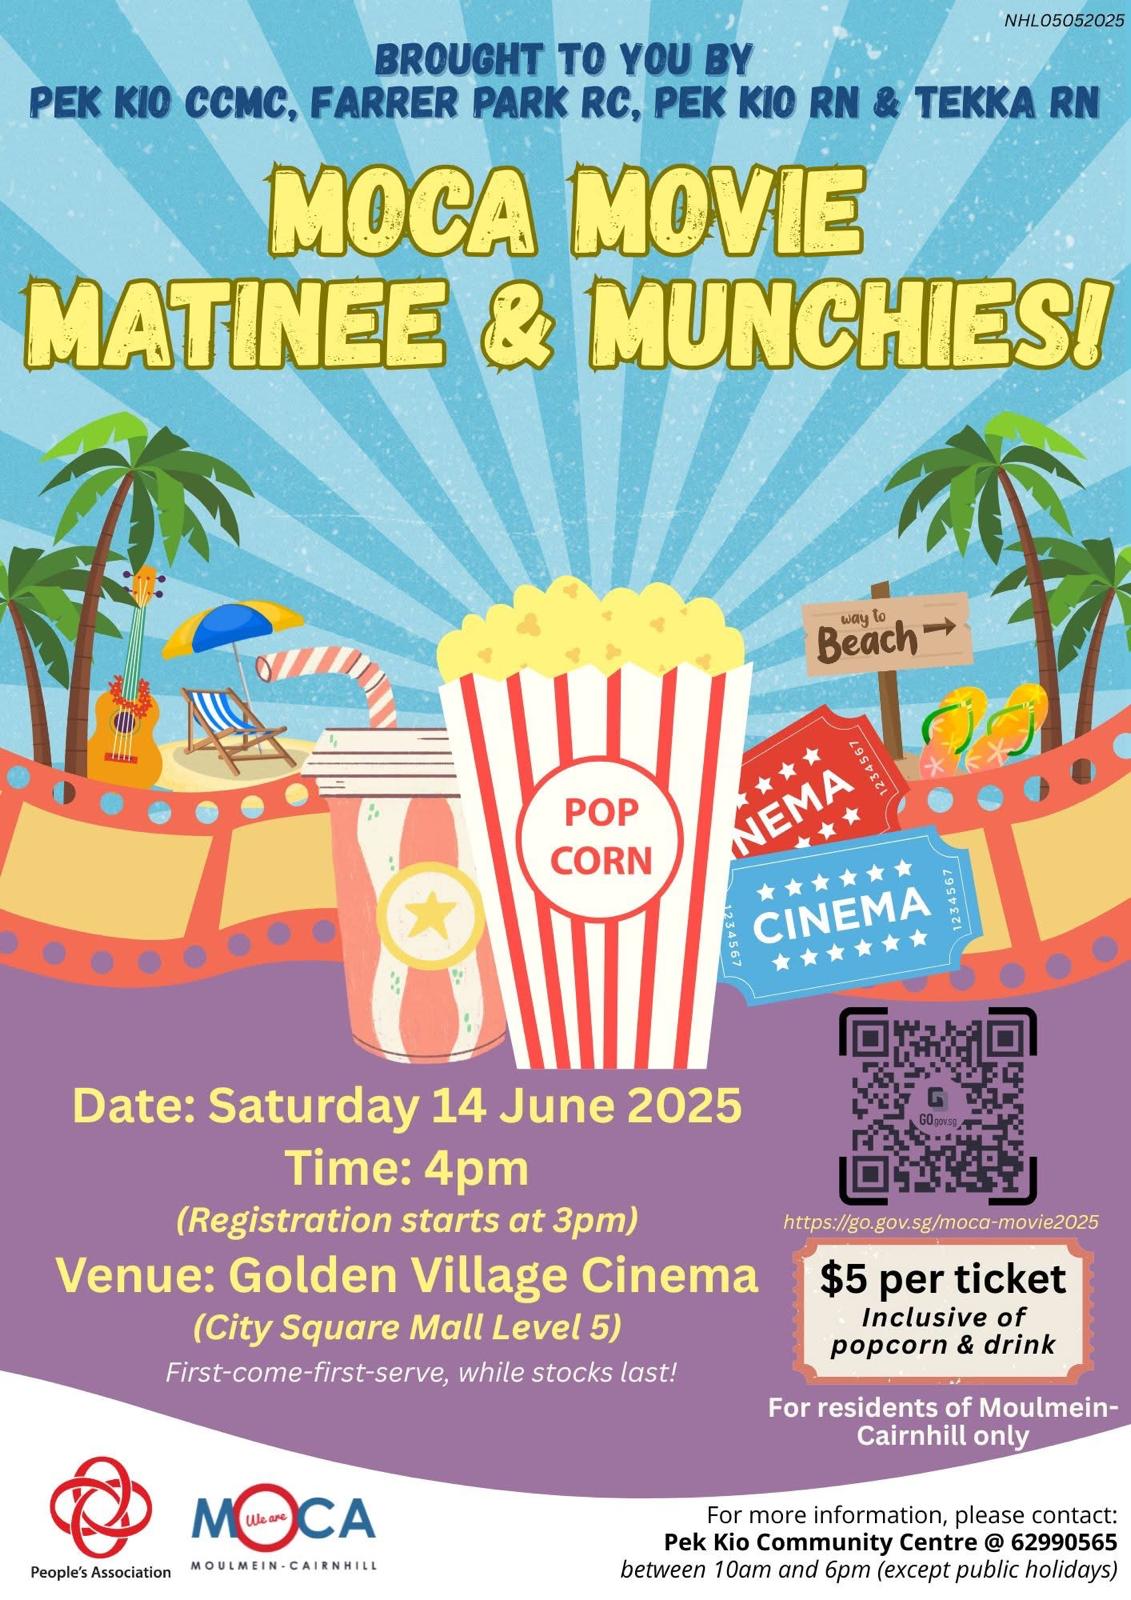 NHL05052025
BROUGHT TO YOU BY
PEK KIO CCMC, FARRER PARK RC, PEK KIO RN & TEKKA RN
MOCA MOVIE
MATINEE & MUNCHIES!
way to
Beach
POP
CORN
NEMA
1234567
CINEMA
1234567
1234567
Date: Saturday 14 June 2025
Time: 4pm
(Registration starts at 3pm)
Venue: Golden Village Cinema
(City Square Mall Level 5)
First-come-first-serve, while stocks last!
GO.gov.sg
https://go.gov.sg/moca-movie2025
$5 per ticket
Inclusive of
popcorn & drink
For residents of Moulmein-
Cairnhill only
People's Association
We are
MOCA
MOULMEIN-CAIRNHILL
For more information, please contact:
Pek Kio Community Centre @ 62990565
between 10am and 6pm (except public holidays)